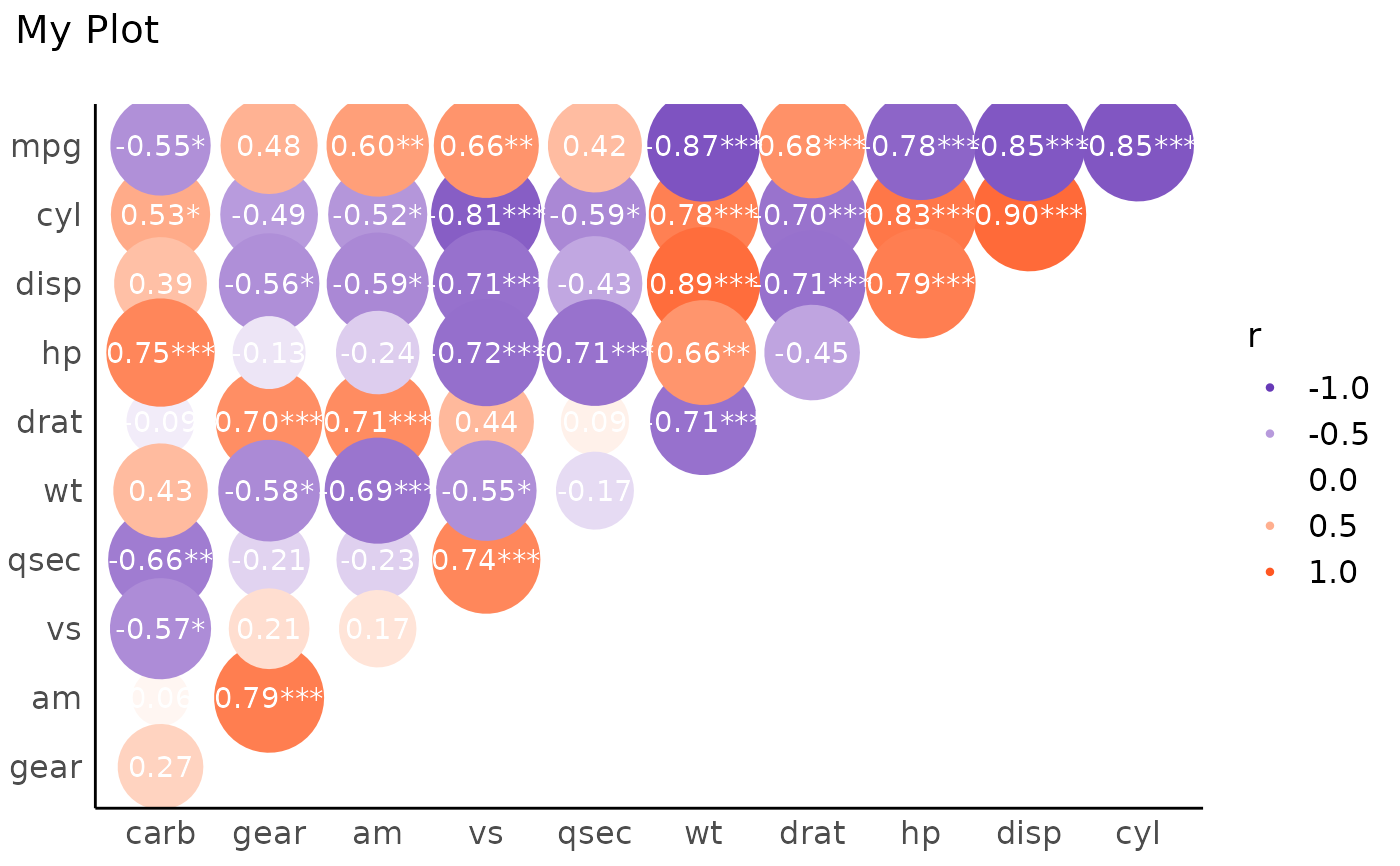 My Plot
mpg -0.55* 0.48 0.60** 0.66** 0.42 -0.87*** 0.68*** -0.78*** -0.85*** -0.85***
cyl 0.53* -0.49 -0.52* -0.81*** -0.59* 0.78*** -0.70*** 0.83*** 0.90***
disp 0.39 -0.56* -0.59* -0.71*** -0.43 0.89*** -0.71*** 0.79***
hp 0.75*** -0.13 -0.24 -0.72*** -0.71*** 0.66** -0.45
drat -0.09 0.70*** 0.71*** 0.44 0.09 -0.71***
wt 0.43 -0.58* -0.69*** -0.55* -0.17
qsec -0.66** -0.21 -0.23 0.74***
vs -0.57* 0.21 0.17
am 0.06 0.79***
gear 0.27
carb gear am vs qsec wt drat hp disp cyl
r
-1.0
-0.5
0.0
0.5
1.0